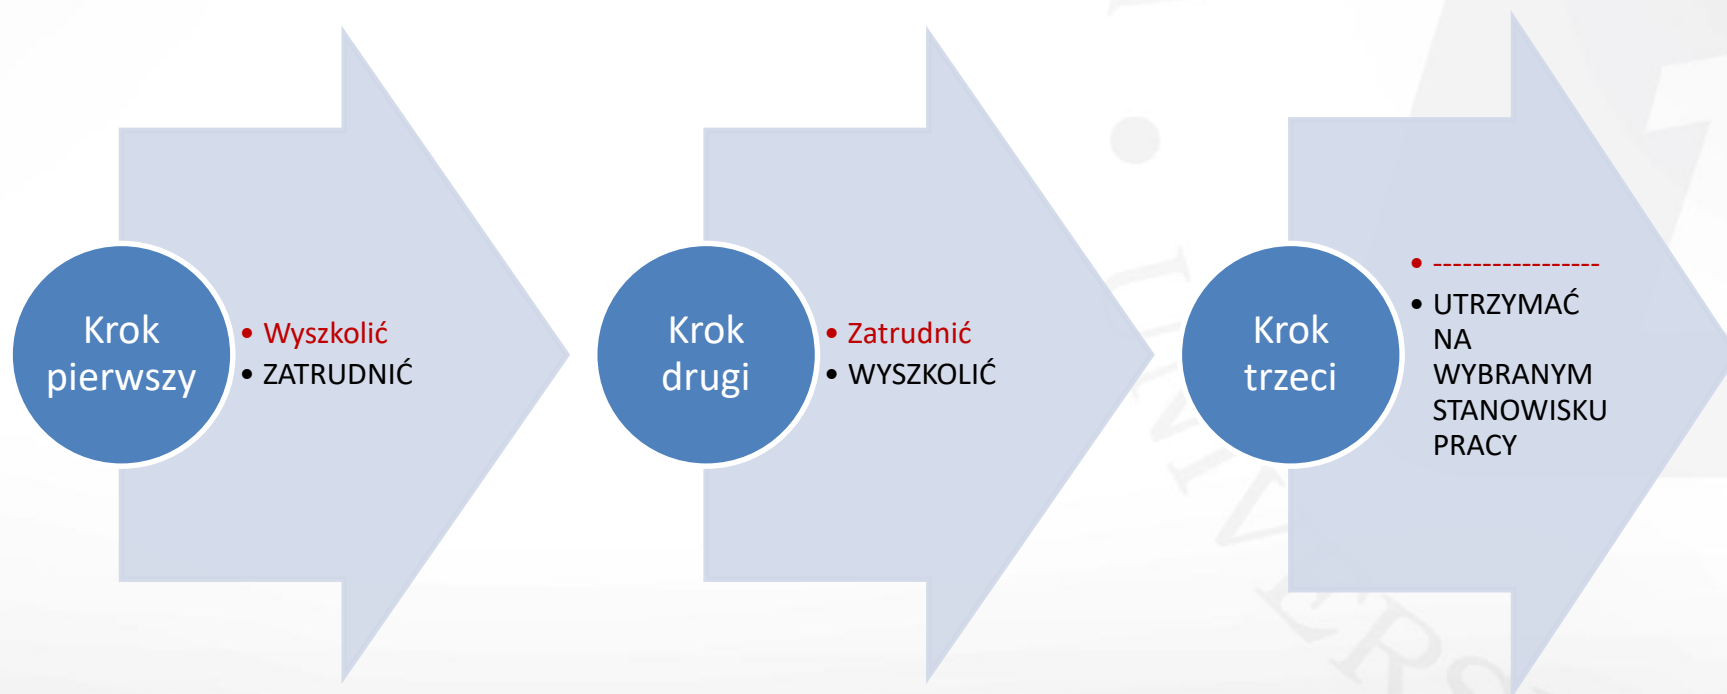 Krok
pierwszy
• Wyszkolić
• ZATRUDNIĆ
Krok
drugi
• Zatrudnić
• WYSZKOLIĆ
Krok
trzeci
• -----------------
• UTRZYMAĆ
NA
WYBRANYM
STANOWISKU
PRACY